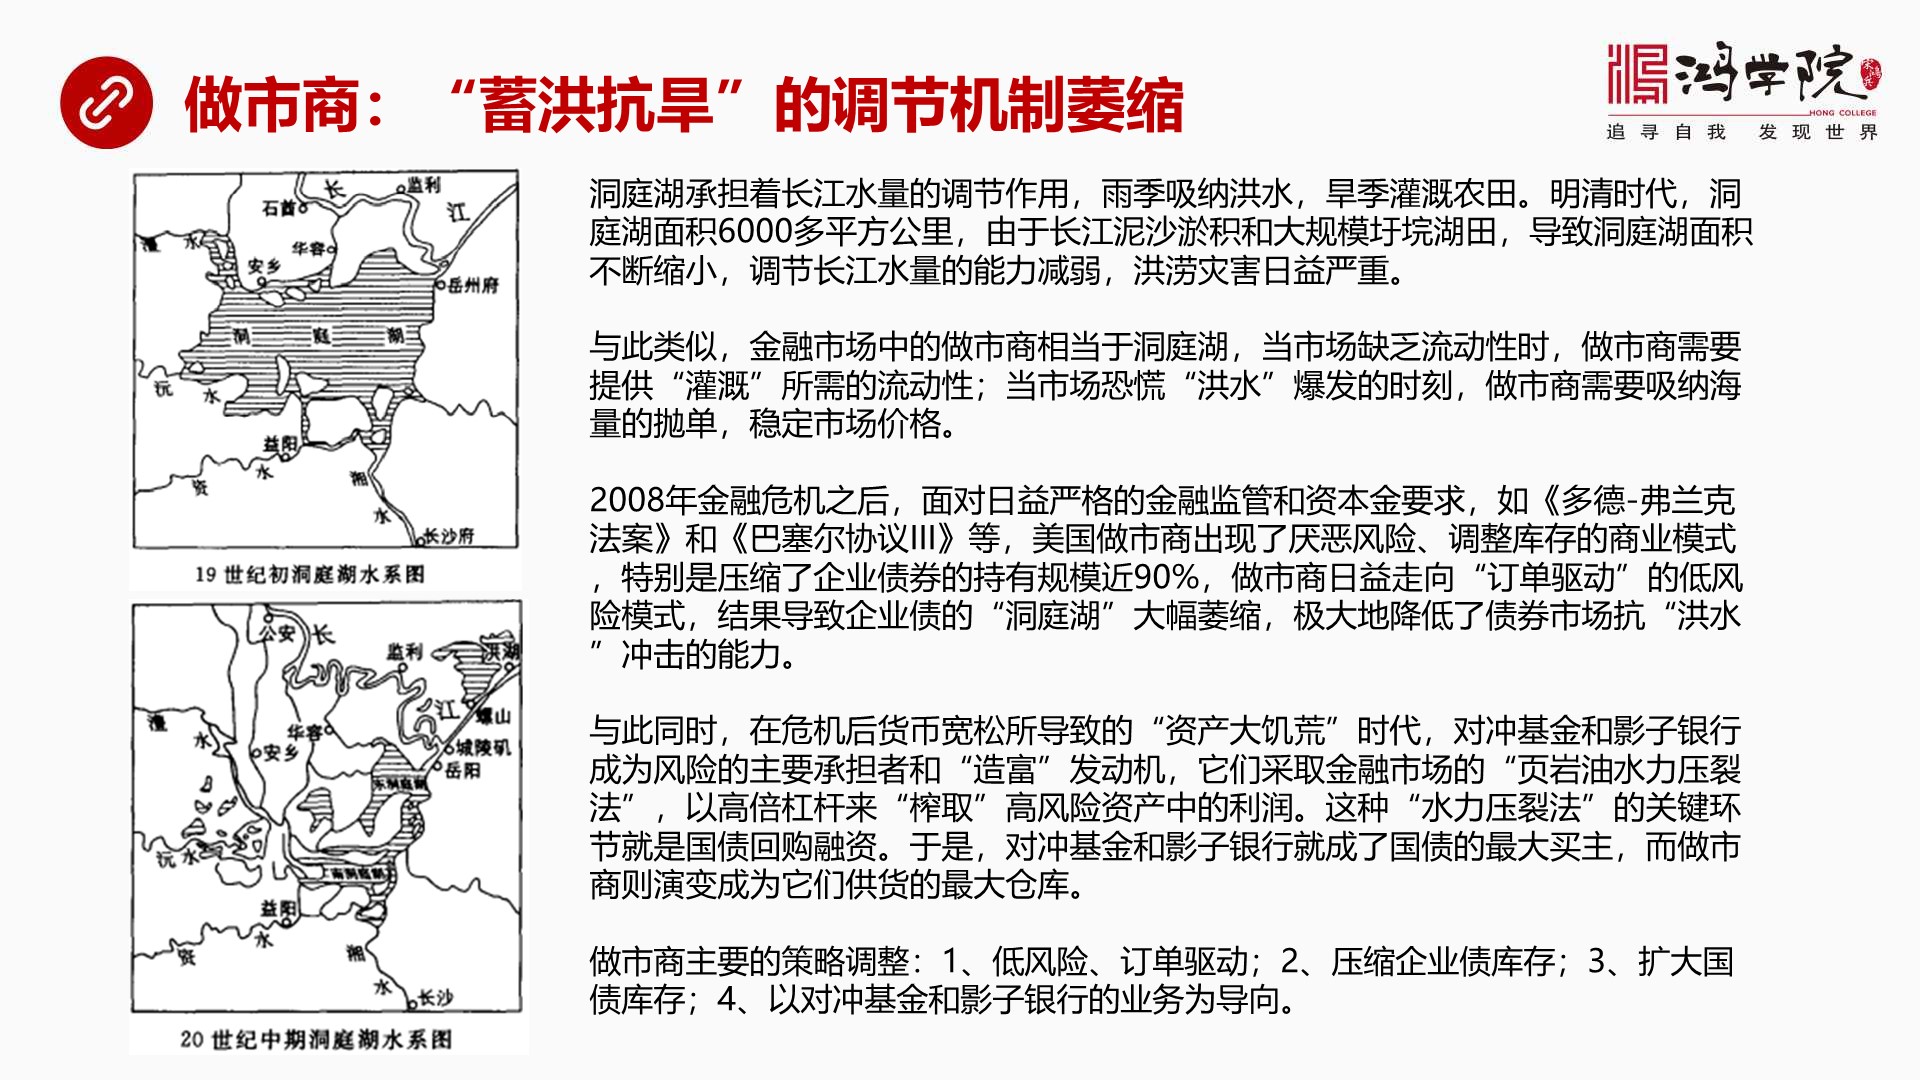 做市商：“蓄洪抗旱”的调节机制萎缩
鸿学院
HONG COLLEGE
追寻自我 发现世界
洞庭湖承担着长江水量的调节作用，雨季吸纳洪水，旱季灌溉农田。明清时代，洞
庭湖面积6000多平方公里，由于长江泥沙淤积和大规模圩垸湖田，导致洞庭湖面积
不断缩小，调节长江水量的能力减弱，洪涝灾害日益严重。
与此类似，金融市场中的做市商相当于洞庭湖，当市场缺乏流动性时，做市商需要
提供“灌溉”所需的流动性；当市场恐慌“洪水”爆发的时刻，做市商需要吸纳海
量的抛单，稳定市场价格。
2008年金融危机之后，面对日益严格的金融监管和资本金要求，如《多德-弗兰克
法案》和《巴塞尔协议III》等，美国做市商出现了厌恶风险、调整库存的商业模式
，特别是压缩了企业债券的持有规模近90%，做市商日益走向“订单驱动”的低风
险模式，结果导致企业债的“洞庭湖”大幅萎缩，极大地降低了债券市场抗“洪水
”冲击的能力。
与此同时，在危机后货币宽松所导致的“资产大饥荒”时代，对冲基金和影子银行
成为风险的主要承担者和“造富”发动机，它们采取金融市场的“页岩油水力压裂
法”，以高倍杠杆来“榨取”高风险资产中的利润。这种“水力压裂法”的关键环
节就是国债回购融资。于是，对冲基金和影子银行就成了国债的最大买主，而做市
商则演变成为它们供货的最大仓库。
做市商主要的策略调整：1、低风险、订单驱动；2、压缩企业债库存；3、扩大国
债库存；4、以对冲基金和影子银行的业务为导向。
长
监利
石首
江
澧水
华容
安乡
岳州府
洞庭湖
沅水
益阳
资水
湘水
长沙府
19世纪初洞庭湖水系图
公安
长
监利
洪湖
江
螺山
澧水
华容
安乡
城陵矶
岳阳
东洞庭湖
沅水
南洞庭湖
益阳
资水
湘水
长沙
20世纪中期洞庭湖水系图